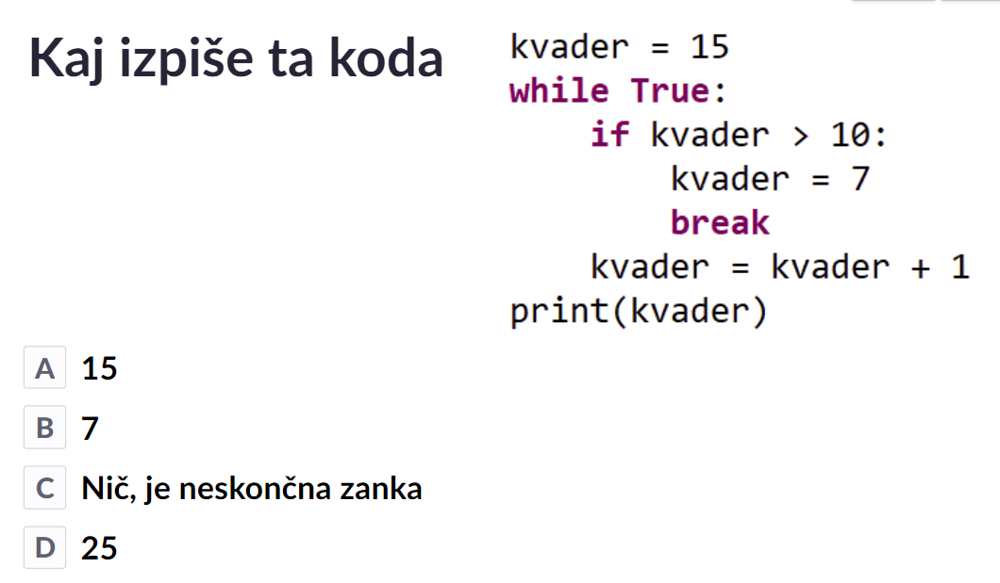 Kaj izpiše ta koda
kvader = 15
while True:
    if kvader > 10:
        kvader = 7
        break
    kvader = kvader + 1
print(kvader)
A 15
B 7
C Nič, je neskončna zanka
D 25